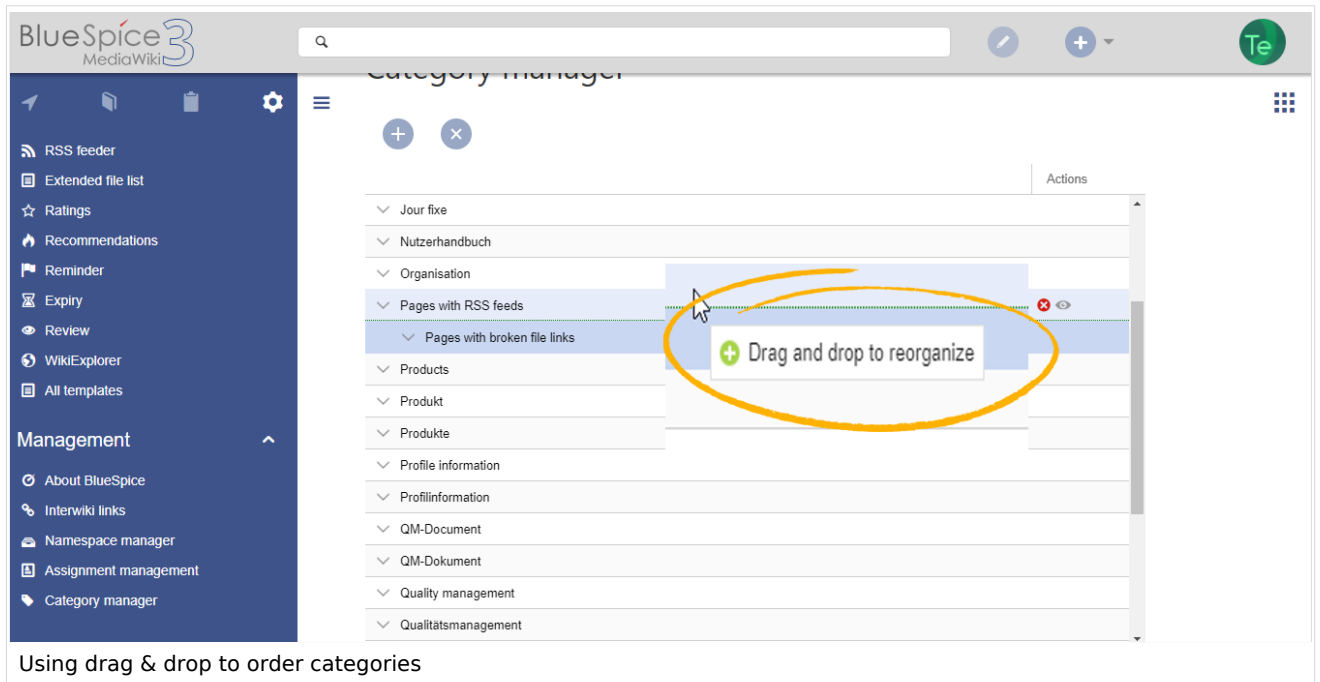 BlueSpice 3
MediaWiki
Te
Category manager
RSS feeder
Extended file list
Ratings
Recommendations
Reminder
Expiry
Review
WikiExplorer
All templates
Management
About BlueSpice
Interwiki links
Namespace manager
Assignment management
Category manager
Actions
Jour fixe
Nutzerhandbuch
Organisation
Pages with RSS feeds
Pages with broken file links
Drag and drop to reorganize
Products
Produkt
Produkte
Profile information
Profilinformation
QM-Document
QM-Dokument
Quality management
Qualitätsmanagement
Using drag & drop to order categories